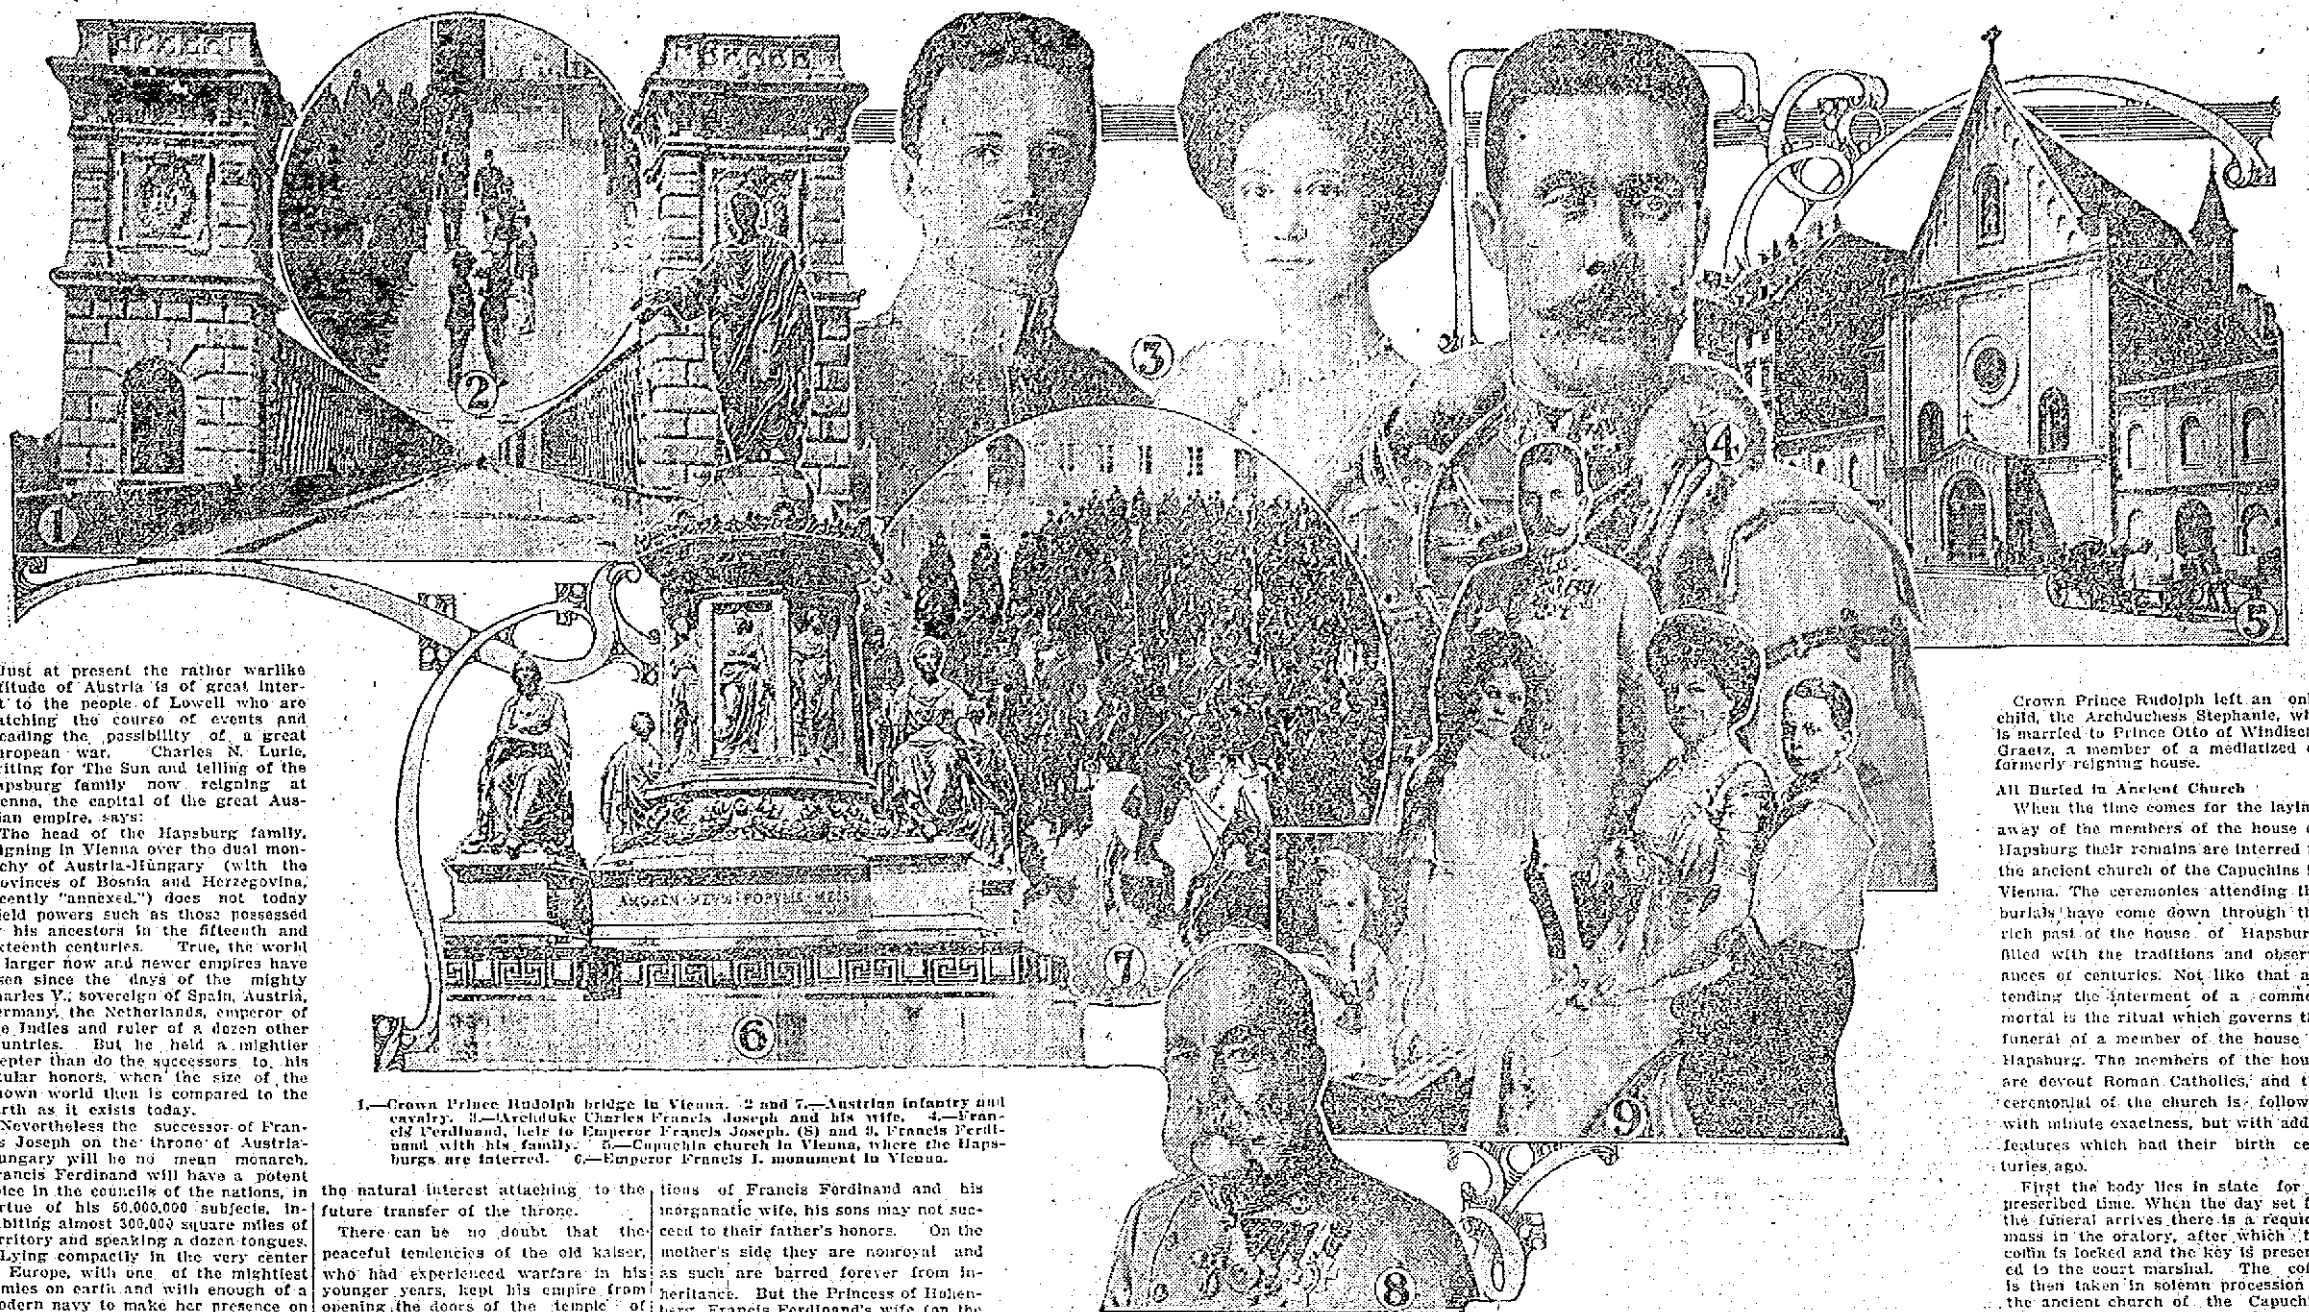 Just at present the rather warlike
titude of Austria is of great inter-
t to the people of Lowell who are
atching the course of events and
eading the possibility of a great
uropean war. Charles N. Lurie,
riting for The Sun and telling of the
apsburg family now reigning at
enna, the capital of the great Aus-
ian empire, says:
The head of the Hapsburg family,
igning in Vienna over the dual mon-
chy of Austria-Hungary (with the
ovinces of Bosnia and Herzegovina,
cently "annexed,") does not today
ield powers such as those possessed
his ancestors in the fifteenth and
xteenth centuries. True, the world
larger now and newer empires have
sen since the days of the mighty
harles V., sovereign of Spain, Austria,
ermany, the Netherlands, emperor of
e Indies and ruler of a dozen other
untries. But he held a mightier
epter than do the successors to his
tular honors, when the size of the
nown world then is compared to the
rth as it exists today.
Nevertheless the successor of Fran-
s Joseph on the throne of Austria-
ungary will be no mean monarch.
rancis Ferdinand will have a potent
oice in the councils of the nations, in
rtue of his 50,000,000 subjects, in-
biting almost 300,000 square miles of
rritory and speaking a dozen tongues.
Lying compactly in the very center
Europe, with one of the mightiest
mies on earth and with enough of a
odern navy to make her presence on
1
2
3
4
5
AMOREM MEVM POPVLIS MEIS
6
7
8
9
1.—Crown Prince Rudolph bridge in Vienna. 2 and 7.—Austrian infantry and
cavalry. 3.—Archduke Charles Francis Joseph and his wife. 4.—Fran-
cis Ferdinand, heir to Emperor Francis Joseph. (8) and 9. Francis Ferdi-
nand with his family. 5.—Capuchin church in Vienna, where the Haps-
burgs are interred. 6.—Emperor Francis I. monument in Vienna.
the natural interest attaching to the
future transfer of the throne.
There can be no doubt that the
peaceful tendencies of the old kaiser,
who had experienced warfare in his
younger years, kept his empire from
opening the doors of the temple of
tions of Francis Ferdinand and his
morganatic wife, his sons may not suc-
ceed to their father's honors. On the
mother's side they are nonroyal and
as such are barred forever from in-
heritance. But the Princess of Hohen-
berg, Francis Ferdinand's wife (on the
Crown Prince Rudolph left an onl
child, the Archduchess Stephanie, wh
is married to Prince Otto of Windisch
Graetz, a member of a mediatized o
formerly reigning house.
All Buried in Ancient Church
When the time comes for the laying
away of the members of the house o
Hapsburg their remains are interred i
the ancient church of the Capuchins i
Vienna. The ceremonies attending th
burials have come down through th
rich past of the house of Hapsburg
filled with the traditions and observ
ances of centuries. Not like that a
tending the interment of a commo
mortal is the ritual which governs th
funeral of a member of the house
Hapsburg. The members of the hou
are devout Roman Catholics, and t
ceremonial of the church is follow
with minute exactness, but with add
features which had their birth ce
turies ago.
First the body lies in state for
prescribed time. When the day set f
the funeral arrives there is a requie
mass in the oratory, after which t
coffin is locked and the key is presen
ed to the court marshal. The cof
is then taken in solemn procession
the ancient church of the Capuch